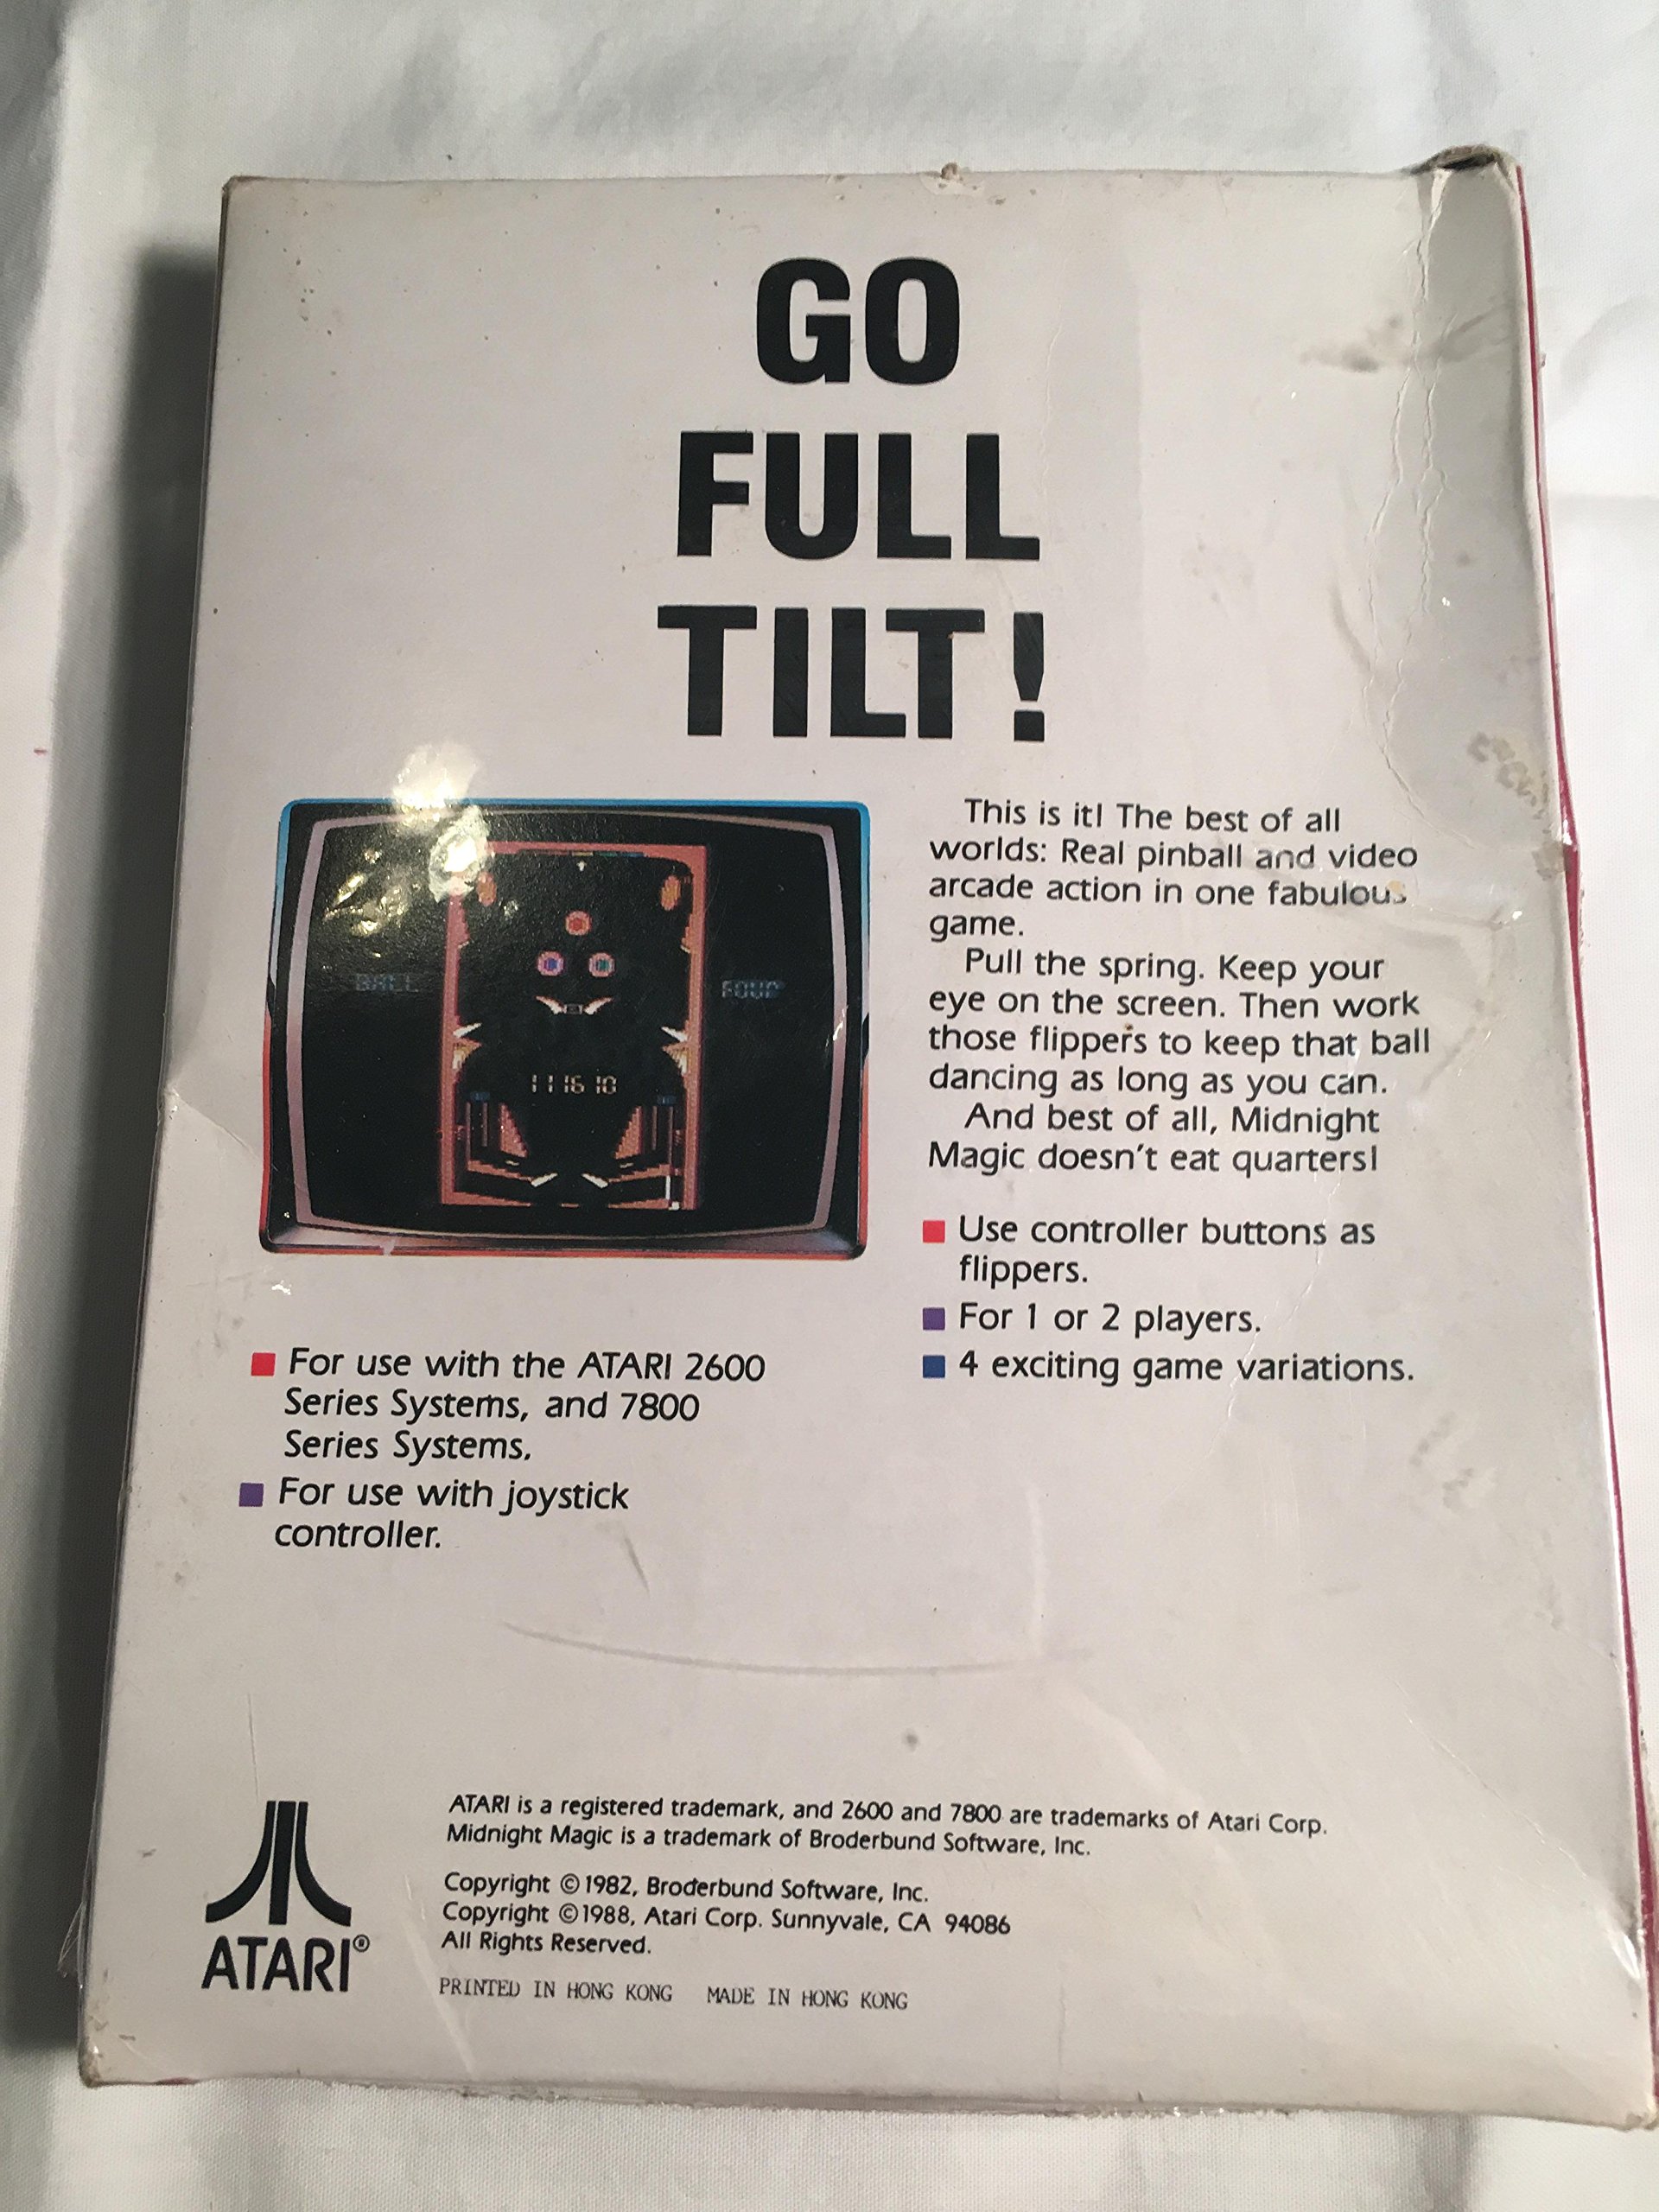 GO
FULL
TILT!
BALL
FOUR
111610
This is it! The best of all
worlds: Real pinball and video
arcade action in one fabulous
game.
Pull the spring. Keep your
eye on the screen. Then work
those flippers to keep that ball
dancing as long as you can.
And best of all, Midnight
Magic doesn't eat quarters!
Use controller buttons as
flippers.
For 1 or 2 players.
4 exciting game variations.
For use with the ATARI 2600
Series Systems, and 7800
Series Systems.
For use with joystick
controller.
ATARI®
ATARI is a registered trademark, and 2600 and 7800 are trademarks of Atari Corp.
Midnight Magic is a trademark of Broderbund Software, Inc.
Copyright ©1982, Broderbund Software, Inc.
Copyright ©1988, Atari Corp. Sunnyvale, CA 94086
All Rights Reserved.
PRINTED IN HONG KONG MADE IN HONG KONG